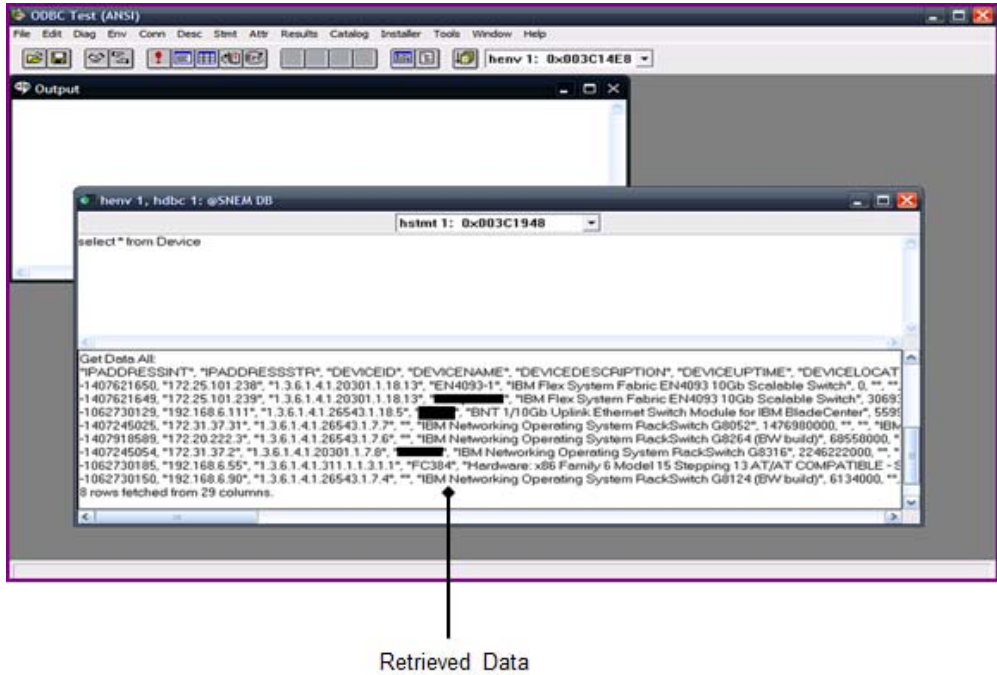 ODBC Test (ANSI)
File Edit Diag Env Conn Desc Stmt Attr Results Catalog Installer Tools Window Help
henv 1: 0x003C14E8
Output
henv 1, hdbc 1: @SNEM DB
hstmt 1: 0x003C1948
select * from Device
Get Data All:
"IPADDRESSINT", "IPADDRESSSTR", "DEVICEID", "DEVICENAME", "DEVICEDESCRIPTION", "DEVICEUPTIME", "DEVICELOCAT
-1407621650, "172.25.101.238", "1.3.6.1.4.1.20301.1.18.13", "EN4093-1", "IBM Flex System Fabric EN4093 10Gb Scalable Switch", 0, "", "",
-1407621649, "172.25.101.239", "1.3.6.1.4.1.20301.1.18.13", "IBM Flex System Fabric EN4093 10Gb Scalable Switch", 30693
-1062730129, "192.168.6.111", "1.3.6.1.4.1.26543.1.18.5", "BNT 1/10Gb Uplink Ethernet Switch Module for IBM BladeCenter", 5599
-1407245025, "172.31.37.31", "1.3.6.1.4.1.26543.1.7.7", "", "IBM Networking Operating System RackSwitch G8052", 1476980000, "", "", "IBM
-1407918589, "172.20.222.3", "1.3.6.1.4.1.26543.1.7.6", "", "IBM Networking Operating System RackSwitch G8264 (BW build)", 68558000, "
-1407245054, "172.31.37.2", "1.3.6.1.4.1.20301.1.7.8", "IBM Networking Operating System RackSwitch G8316", 2246222000, "",
-1062730185, "192.168.6.55", "1.3.6.1.4.1.311.1.1.3.1.1", "FC384", "Hardware: x86 Family 6 Model 15 Stepping 13 AT/AT COMPATIBLE - S
-1062730150, "192.168.6.90", "1.3.6.1.4.1.26543.1.7.4", "", "IBM Networking Operating System RackSwitch G8124 (BW build)", 6134000, "",
8 rows fetched from 29 columns.
Retrieved Data